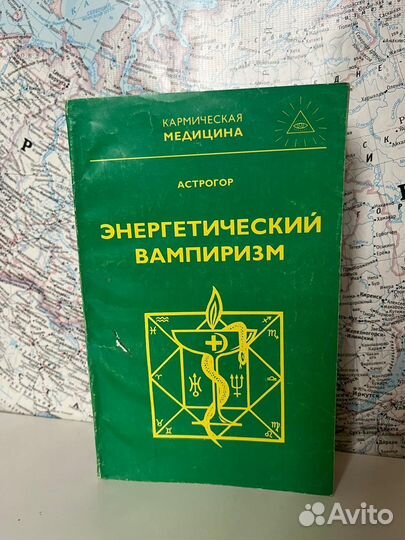 КАРМИЧЕСКАЯ
МЕДИЦИНА
АСТРОГОР
ЭНЕРГЕТИЧЕСКИЙ
ВАМПИРИЗМ
Avito